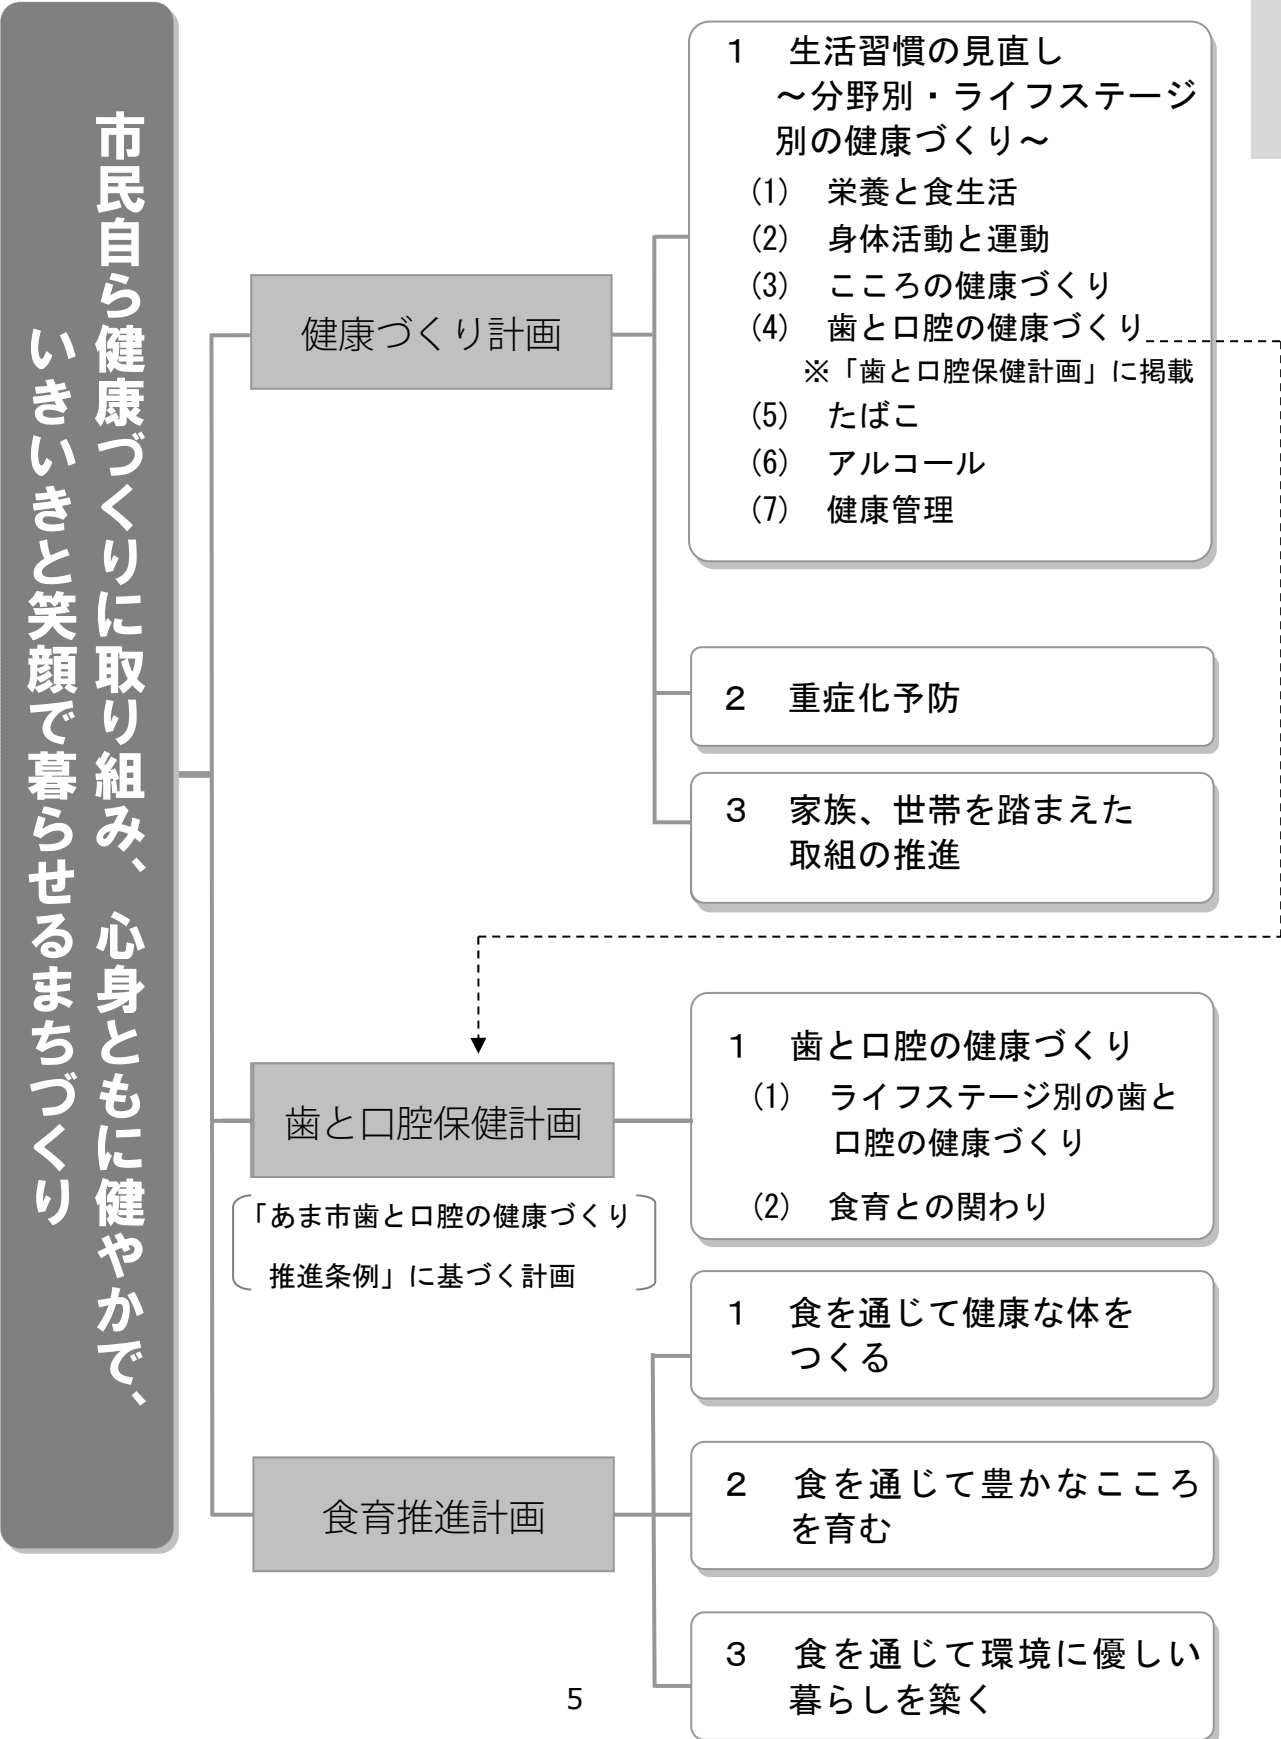 市民自ら健康づくりに取り組み、心身ともに健やかで、
いきいきと笑顔で暮らせるまちづくり
健康づくり計画
1 生活習慣の見直し
～分野別・ライフステージ
別の健康づくり～
(1) 栄養と食生活
(2) 身体活動と運動
(3) こころの健康づくり
(4) 歯と口腔の健康づくり
※「歯と口腔保健計画」に掲載
(5) たばこ
(6) アルコール
(7) 健康管理
2 重症化予防
3 家族、世帯を踏まえた
取組の推進
歯と口腔保健計画
「あま市歯と口腔の健康づくり
推進条例」に基づく計画
1 歯と口腔の健康づくり
(1) ライフステージ別の歯と
口腔の健康づくり
(2) 食育との関わり
食育推進計画
1 食を通じて健康な体を
つくる
2 食を通じて豊かなこころ
を育む
3 食を通じて環境に優しい
暮らしを築く
5